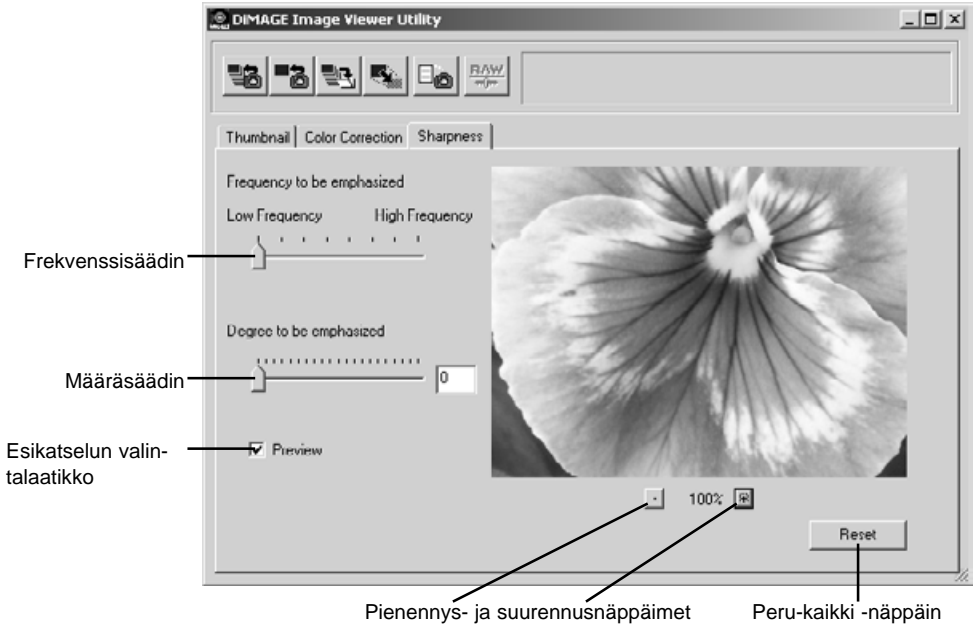 DiMAGE Image Viewer Utility
RAW
Thumbnail Color Correction Sharpness
Frequency to be emphasized
Low Frequency High Frequency
Frekvenssisäädin
Degree to be emphasized
Määräsäädin
0
Esikatselun valin-
talaatikko
Preview
100%
Reset
Pienennys- ja suurennusnäppäimet
Peru-kaikki -näppäin